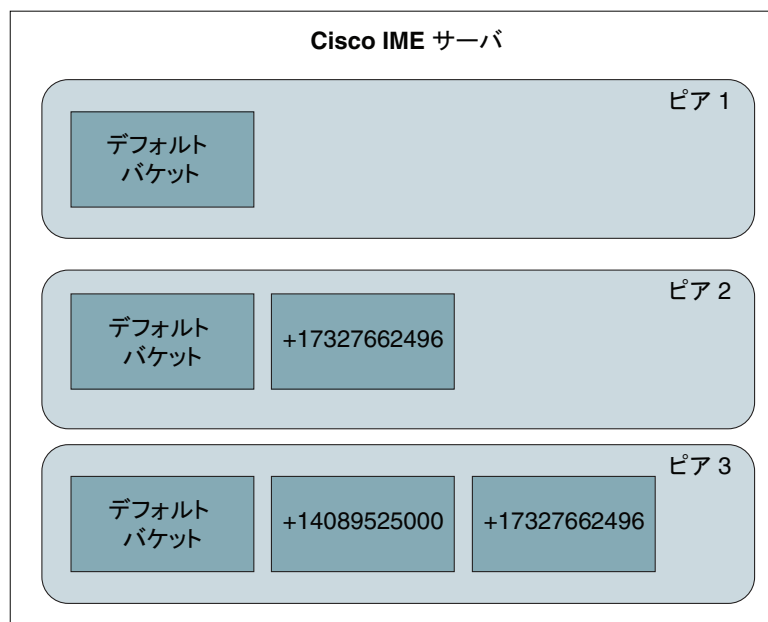 Cisco IME サーバ
ピア 1
デフォルト
バケット
ピア 2
デフォルト
バケット
+17327662496
ピア 3
デフォルト
バケット
+14089525000
+17327662496